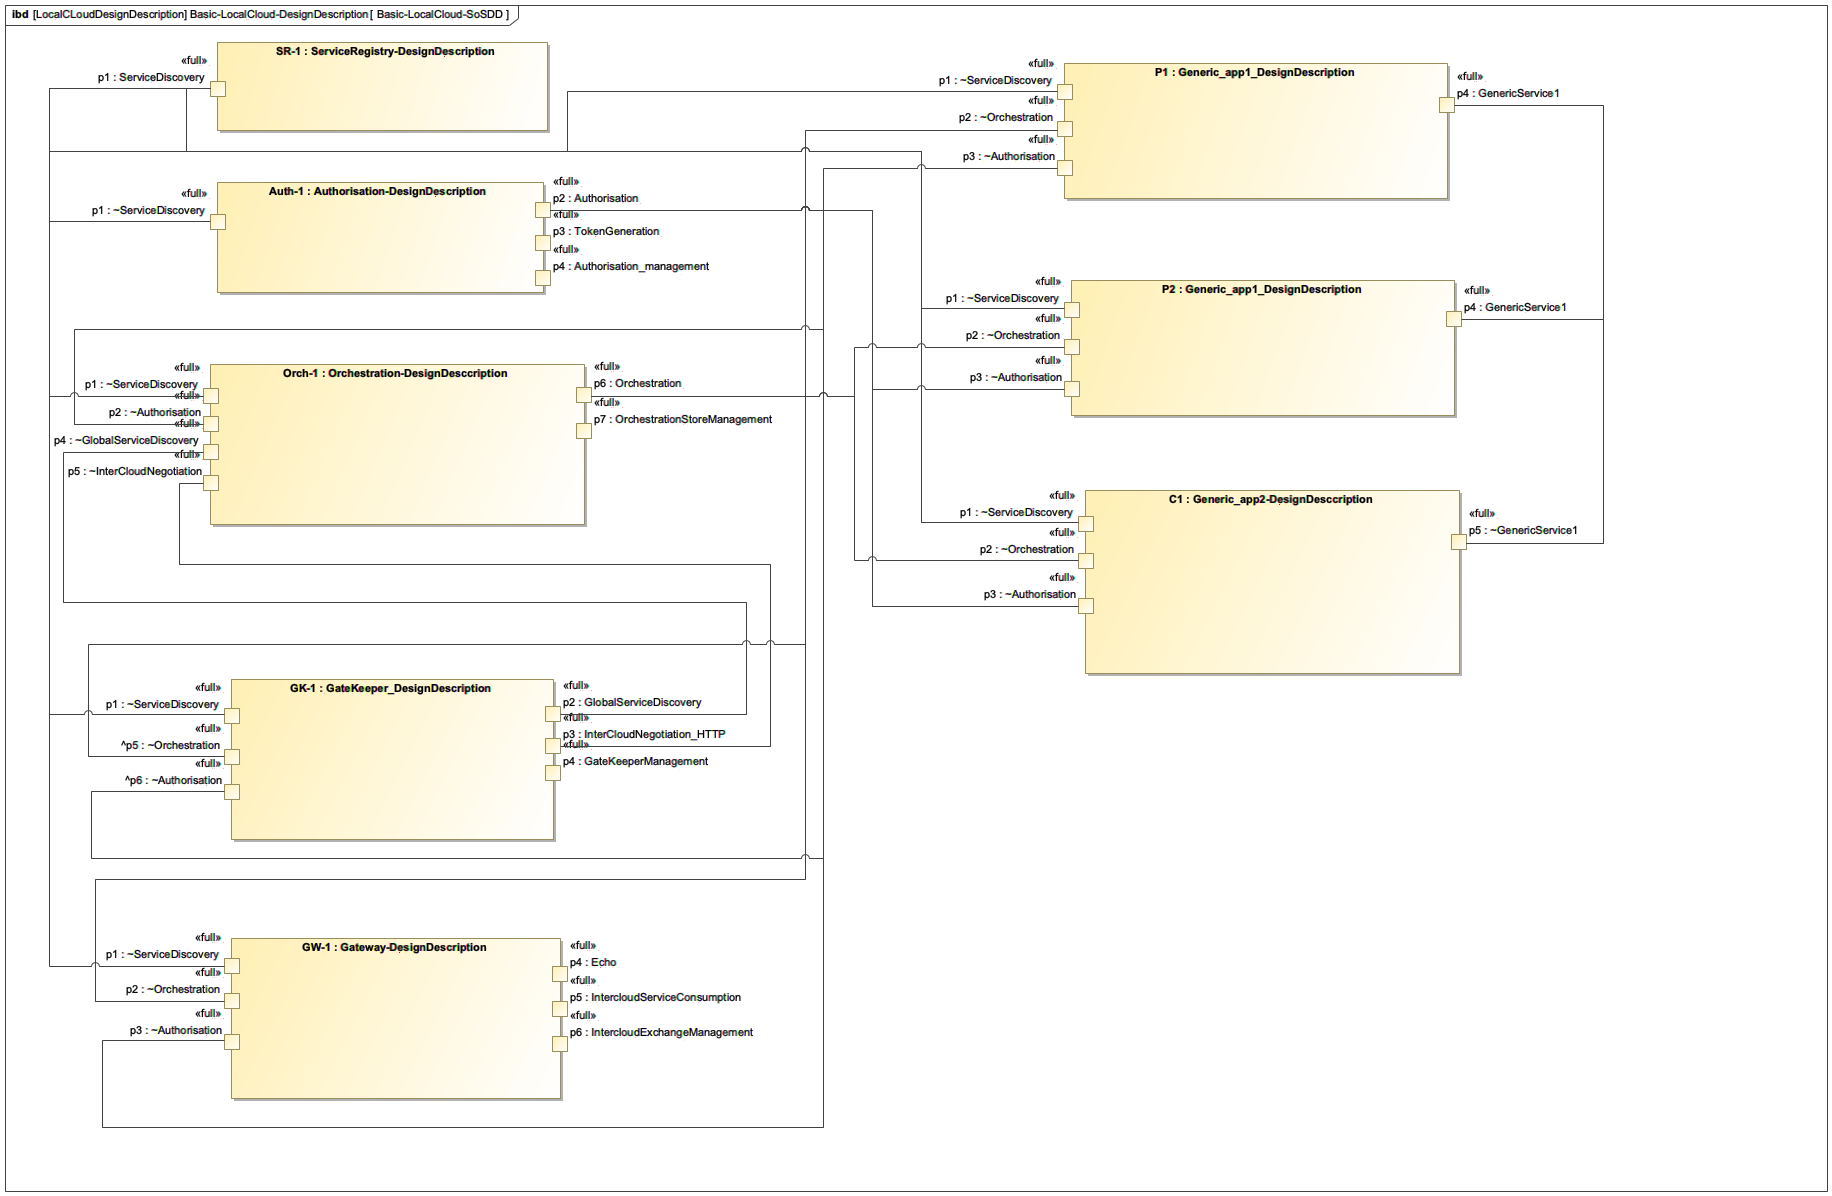 ibd [LocalCLoudDesignDescription] Basic-LocalCloud-DesignDescription [ Basic-LocalCloud-SoSDD ]
SR-1 : ServiceRegistry-DesignDescription
«full»
p1 : ServiceDiscovery
Auth-1 : Authorisation-DesignDescription
«full»
p1 : ~ServiceDiscovery
«full»
p2 : Authorisation
«full»
p3 : TokenGeneration
«full»
p4 : Authorisation_management
Orch-1 : Orchestration-DesignDesccription
«full»
p1 : ~ServiceDiscovery
«full»
p2 : ~Authorisation
«full»
p4 : ~GlobalServiceDiscovery
«full»
p5 : ~InterCloudNegotiation
«full»
p6 : Orchestration
«full»
p7 : OrchestrationStoreManagement
GK-1 : GateKeeper_DesignDescription
«full»
p1 : ~ServiceDiscovery
«full»
^p5 : ~Orchestration
«full»
^p6 : ~Authorisation
«full»
p2 : GlobalServiceDiscovery
«full»
p3 : InterCloudNegotiation_HTTP
«full»
p4 : GateKeeperManagement
GW-1 : Gateway-DesignDescription
«full»
p1 : ~ServiceDiscovery
«full»
p2 : ~Orchestration
«full»
p3 : ~Authorisation
«full»
p4 : Echo
«full»
p5 : IntercloudServiceConsumption
«full»
p6 : IntercloudExchangeManagement
P1 : Generic_app1_DesignDescription
«full»
p1 : ~ServiceDiscovery
«full»
p2 : ~Orchestration
«full»
p3 : ~Authorisation
«full»
p4 : GenericService1
P2 : Generic_app1_DesignDescription
«full»
p1 : ~ServiceDiscovery
«full»
p2 : ~Orchestration
«full»
p3 : ~Authorisation
«full»
p4 : GenericService1
C1 : Generic_app2-DesignDesccription
«full»
p1 : ~ServiceDiscovery
«full»
p2 : ~Orchestration
«full»
p3 : ~Authorisation
«full»
p5 : ~GenericService1